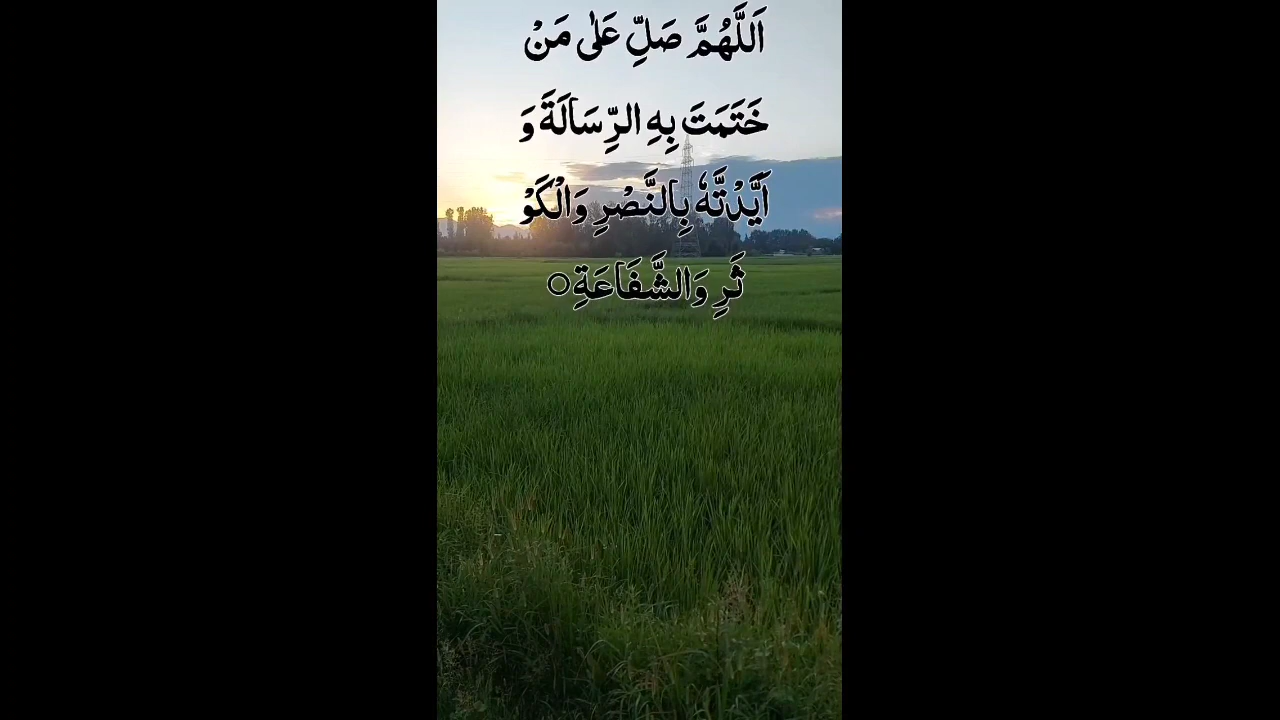 اَللَّهُمَّ صَلِّ عَلٰى مَنْ
خَتَمَتَ بِهِ الرِّسَالَةَ وَ
اَيَّدْتَّهٗ بِالنَّصْرِ وَالْكَوْ
ثَرِ وَالشَّفَاعَةِ○